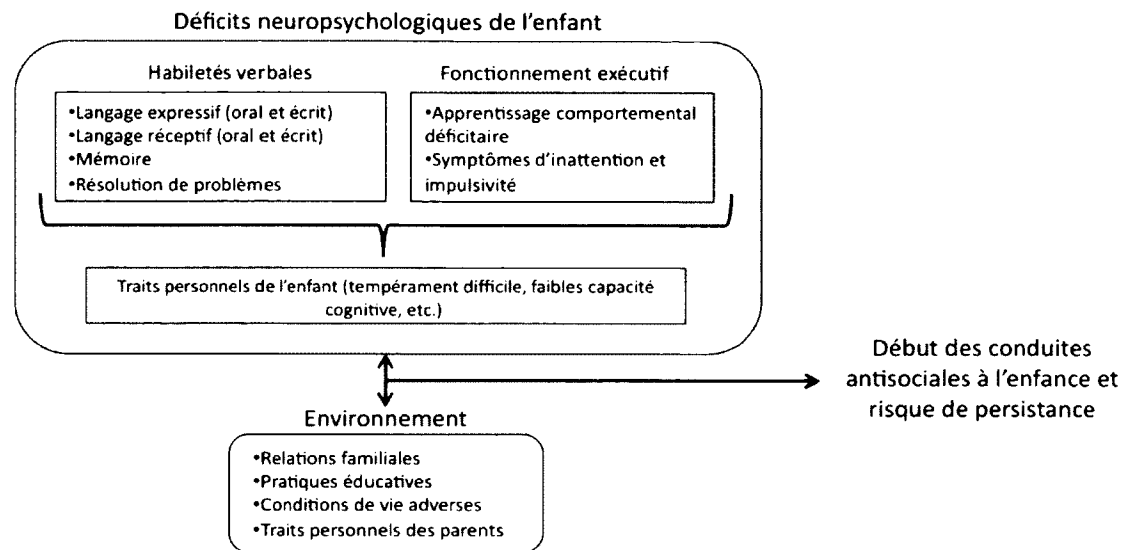 Déficits neuropsychologiques de l'enfant
Habiletés verbales
•Langage expressif (oral et écrit)
•Langage réceptif (oral et écrit)
•Mémoire
•Résolution de problèmes
Fonctionnement exécutif
•Apprentissage comportemental
déficitaire
•Symptômes d'inattention et
impulsivité
Traits personnels de l'enfant (tempérament difficile, faibles capacité
cognitive, etc.)
Environnement
•Relations familiales
•Pratiques éducatives
•Conditions de vie adverses
•Traits personnels des parents
Début des conduites
antisociales à l'enfance et
risque de persistance